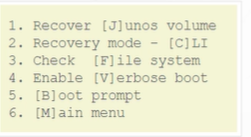 1. Recover [J]unos volume
2. Recovery mode - [C]LI
3. Check [F]ile system
4. Enable [V]erbose boot
5. [B]oot prompt
6. [M]ain menu